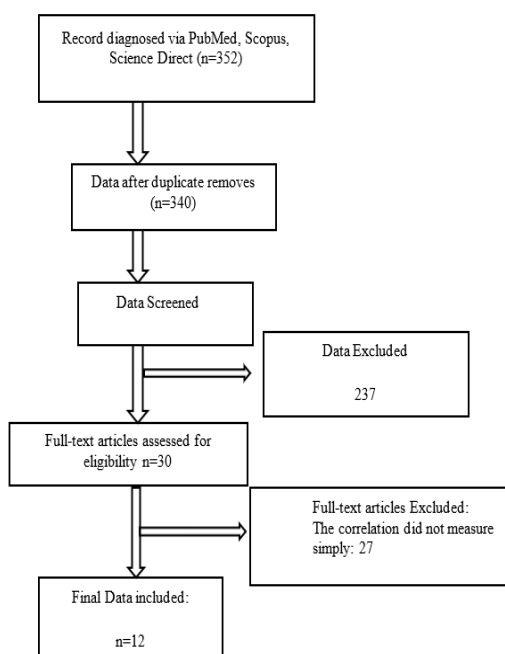 Record diagnosed via PubMed, Scopus,
Science Direct (n=352)
Data after duplicate removes
(n=340)
Data Screened
Data Excluded
237
Full-text articles assessed for
eligibility n=30
Full-text articles Excluded:
The correlation did not measure
simply: 27
Final Data included:
n=12